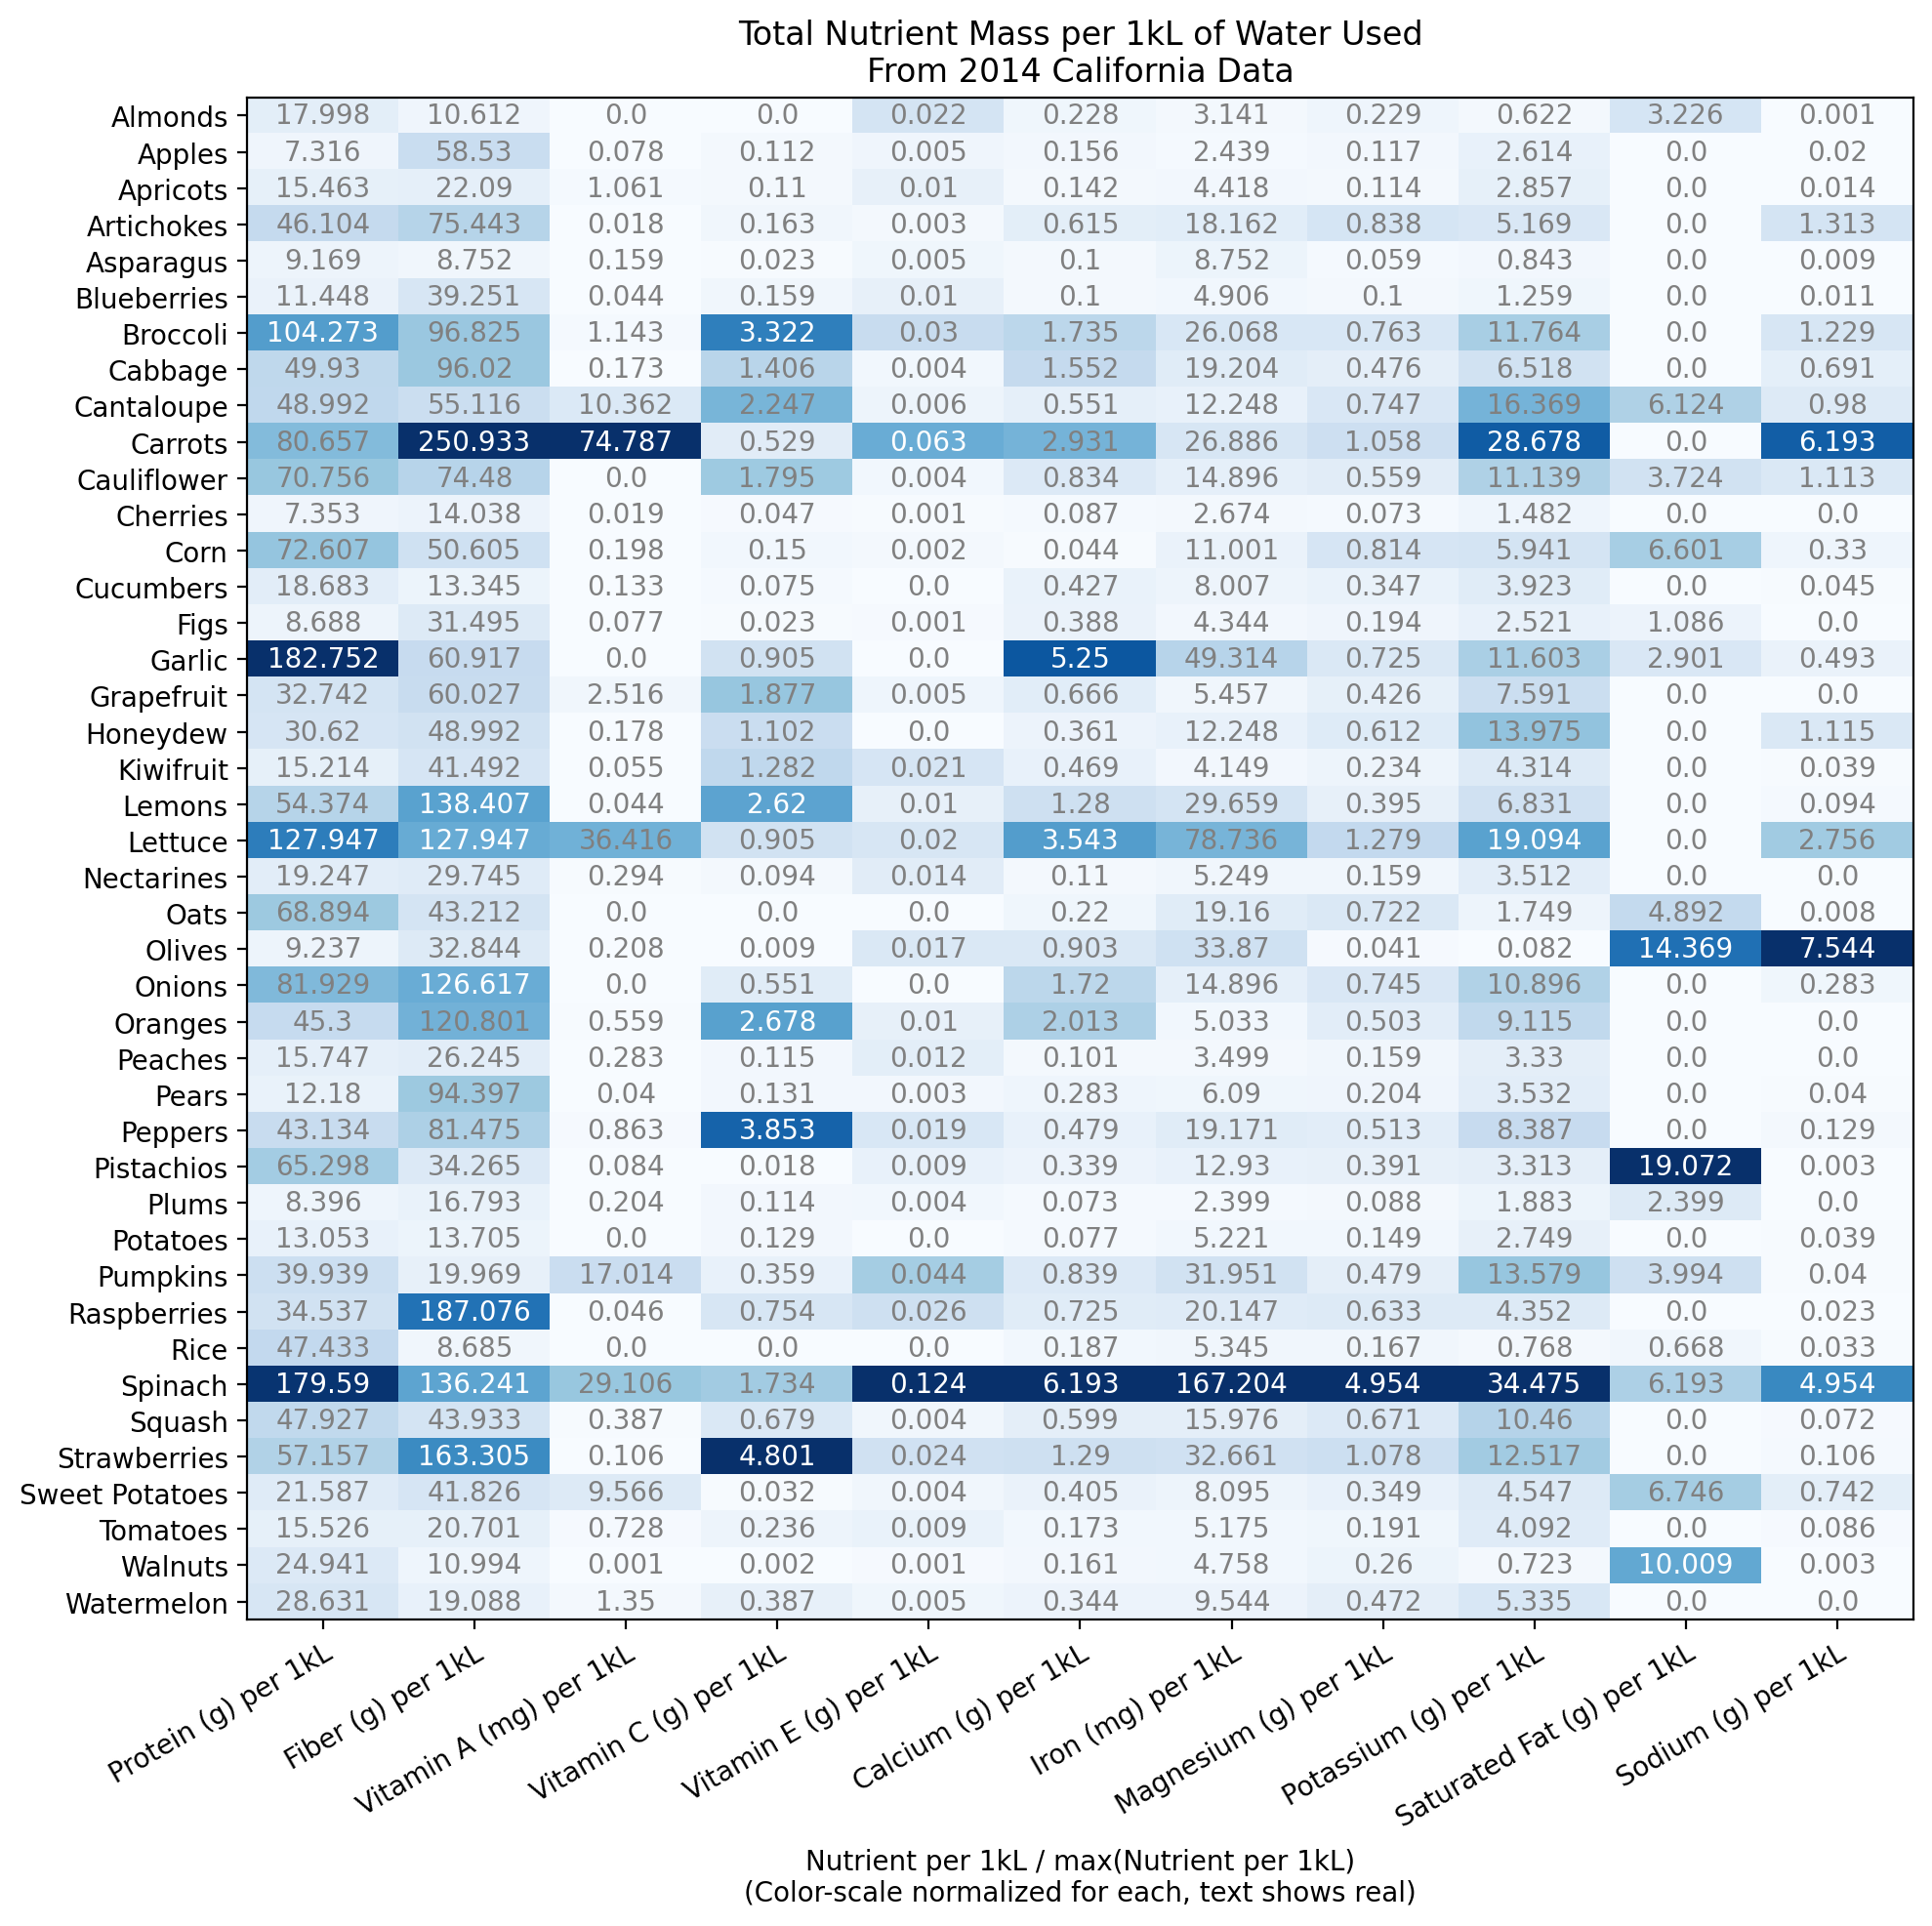 Total Nutrient Mass per 1kL of Water Used
From 2014 California Data
Almonds 17.998 10.612 0.0 0.0 0.022 0.228 3.141 0.229 0.622 3.226 0.001
Apples 7.316 58.53 0.078 0.112 0.005 0.156 2.439 0.117 2.614 0.0 0.02
Apricots 15.463 22.09 1.061 0.11 0.01 0.142 4.418 0.114 2.857 0.0 0.014
Artichokes 46.104 75.443 0.018 0.163 0.003 0.615 18.162 0.838 5.169 0.0 1.313
Asparagus 9.169 8.752 0.159 0.023 0.005 0.1 8.752 0.059 0.843 0.0 0.009
Blueberries 11.448 39.251 0.044 0.159 0.01 0.1 4.906 0.1 1.259 0.0 0.011
Broccoli 104.273 96.825 1.143 3.322 0.03 1.735 26.068 0.763 11.764 0.0 1.229
Cabbage 49.93 96.02 0.173 1.406 0.004 1.552 19.204 0.476 6.518 0.0 0.691
Cantaloupe 48.992 55.116 10.362 2.247 0.006 0.551 12.248 0.747 16.369 6.124 0.98
Carrots 80.657 250.933 74.787 0.529 0.063 2.931 26.886 1.058 28.678 0.0 6.193
Cauliflower 70.756 74.48 0.0 1.795 0.004 0.834 14.896 0.559 11.139 3.724 1.113
Cherries 7.353 14.038 0.019 0.047 0.001 0.087 2.674 0.073 1.482 0.0 0.0
Corn 72.607 50.605 0.198 0.15 0.002 0.044 11.001 0.814 5.941 6.601 0.33
Cucumbers 18.683 13.345 0.133 0.075 0.0 0.427 8.007 0.347 3.923 0.0 0.045
Figs 8.688 31.495 0.077 0.023 0.001 0.388 4.344 0.194 2.521 1.086 0.0
Garlic 182.752 60.917 0.0 0.905 0.0 5.25 49.314 0.725 11.603 2.901 0.493
Grapefruit 32.742 60.027 2.516 1.877 0.005 0.666 5.457 0.426 7.591 0.0 0.0
Honeydew 30.62 48.992 0.178 1.102 0.0 0.361 12.248 0.612 13.975 0.0 1.115
Kiwifruit 15.214 41.492 0.055 1.282 0.021 0.469 4.149 0.234 4.314 0.0 0.039
Lemons 54.374 138.407 0.044 2.62 0.01 1.28 29.659 0.395 6.831 0.0 0.094
Lettuce 127.947 127.947 36.416 0.905 0.02 3.543 78.736 1.279 19.094 0.0 2.756
Nectarines 19.247 29.745 0.294 0.094 0.014 0.11 5.249 0.159 3.512 0.0 0.0
Oats 68.894 43.212 0.0 0.0 0.0 0.22 19.16 0.722 1.749 4.892 0.008
Olives 9.237 32.844 0.208 0.009 0.017 0.903 33.87 0.041 0.082 14.369 7.544
Onions 81.929 126.617 0.0 0.551 0.0 1.72 14.896 0.745 10.896 0.0 0.283
Oranges 45.3 120.801 0.559 2.678 0.01 2.013 5.033 0.503 9.115 0.0 0.0
Peaches 15.747 26.245 0.283 0.115 0.012 0.101 3.499 0.159 3.33 0.0 0.0
Pears 12.18 94.397 0.04 0.131 0.003 0.283 6.09 0.204 3.532 0.0 0.04
Peppers 43.134 81.475 0.863 3.853 0.019 0.479 19.171 0.513 8.387 0.0 0.129
Pistachios 65.298 34.265 0.084 0.018 0.009 0.339 12.93 0.391 3.313 19.072 0.003
Plums 8.396 16.793 0.204 0.114 0.004 0.073 2.399 0.088 1.883 2.399 0.0
Potatoes 13.053 13.705 0.0 0.129 0.0 0.077 5.221 0.149 2.749 0.0 0.039
Pumpkins 39.939 19.969 17.014 0.359 0.044 0.839 31.951 0.479 13.579 3.994 0.04
Raspberries 34.537 187.076 0.046 0.754 0.026 0.725 20.147 0.633 4.352 0.0 0.023
Rice 47.433 8.685 0.0 0.0 0.0 0.187 5.345 0.167 0.768 0.668 0.033
Spinach 179.59 136.241 29.106 1.734 0.124 6.193 167.204 4.954 34.475 6.193 4.954
Squash 47.927 43.933 0.387 0.679 0.004 0.599 15.976 0.671 10.46 0.0 0.072
Strawberries 57.157 163.305 0.106 4.801 0.024 1.29 32.661 1.078 12.517 0.0 0.106
Sweet Potatoes 21.587 41.826 9.566 0.032 0.004 0.405 8.095 0.349 4.547 6.746 0.742
Tomatoes 15.526 20.701 0.728 0.236 0.009 0.173 5.175 0.191 4.092 0.0 0.086
Walnuts 24.941 10.994 0.001 0.002 0.001 0.161 4.758 0.26 0.723 10.009 0.003
Watermelon 28.631 19.088 1.35 0.387 0.005 0.344 9.544 0.472 5.335 0.0 0.0
Protein (g) per 1kL
Fiber (g) per 1kL
Vitamin A (mg) per 1kL
Vitamin C (g) per 1kL
Vitamin E (g) per 1kL
Calcium (g) per 1kL
Iron (mg) per 1kL
Magnesium (g) per 1kL
Potassium (g) per 1kL
Saturated Fat (g) per 1kL
Sodium (g) per 1kL
Nutrient per 1kL / max(Nutrient per 1kL)
(Color-scale normalized for each, text shows real)